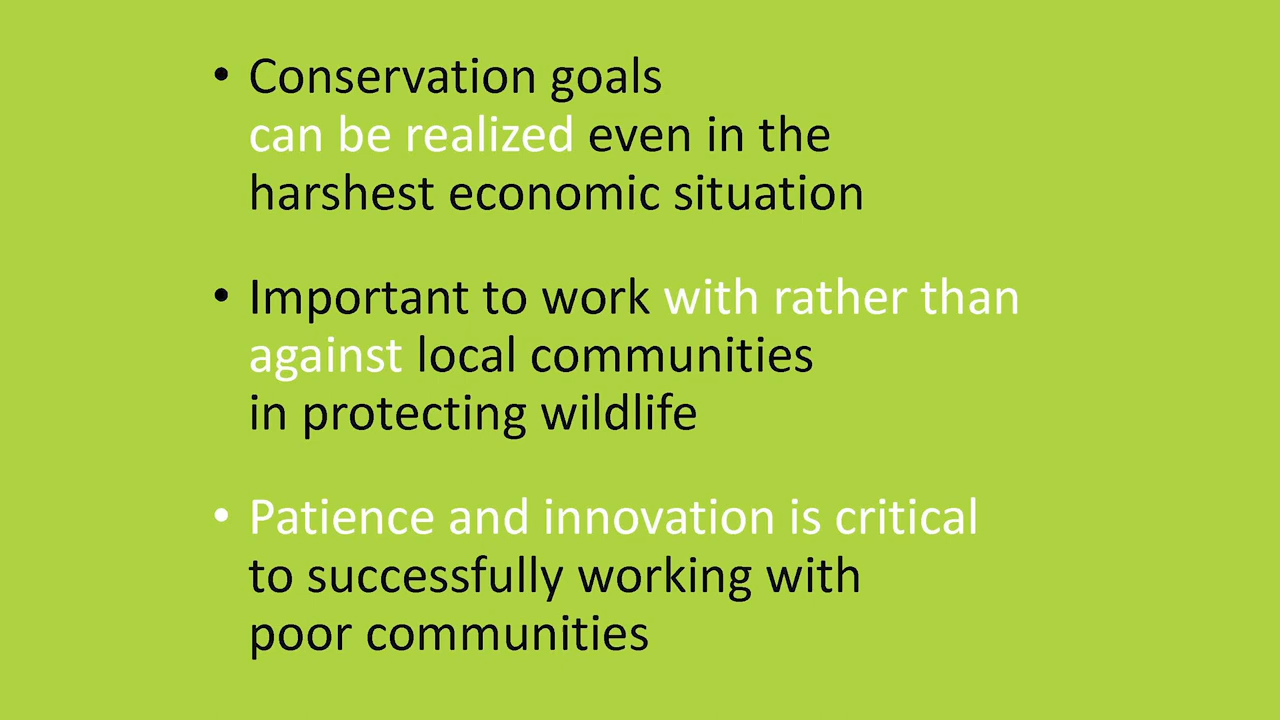 • Conservation goals
can be realized even in the
harshest economic situation
• Important to work with rather than
against local communities
in protecting wildlife
• Patience and innovation is critical
to successfully working with
poor communities